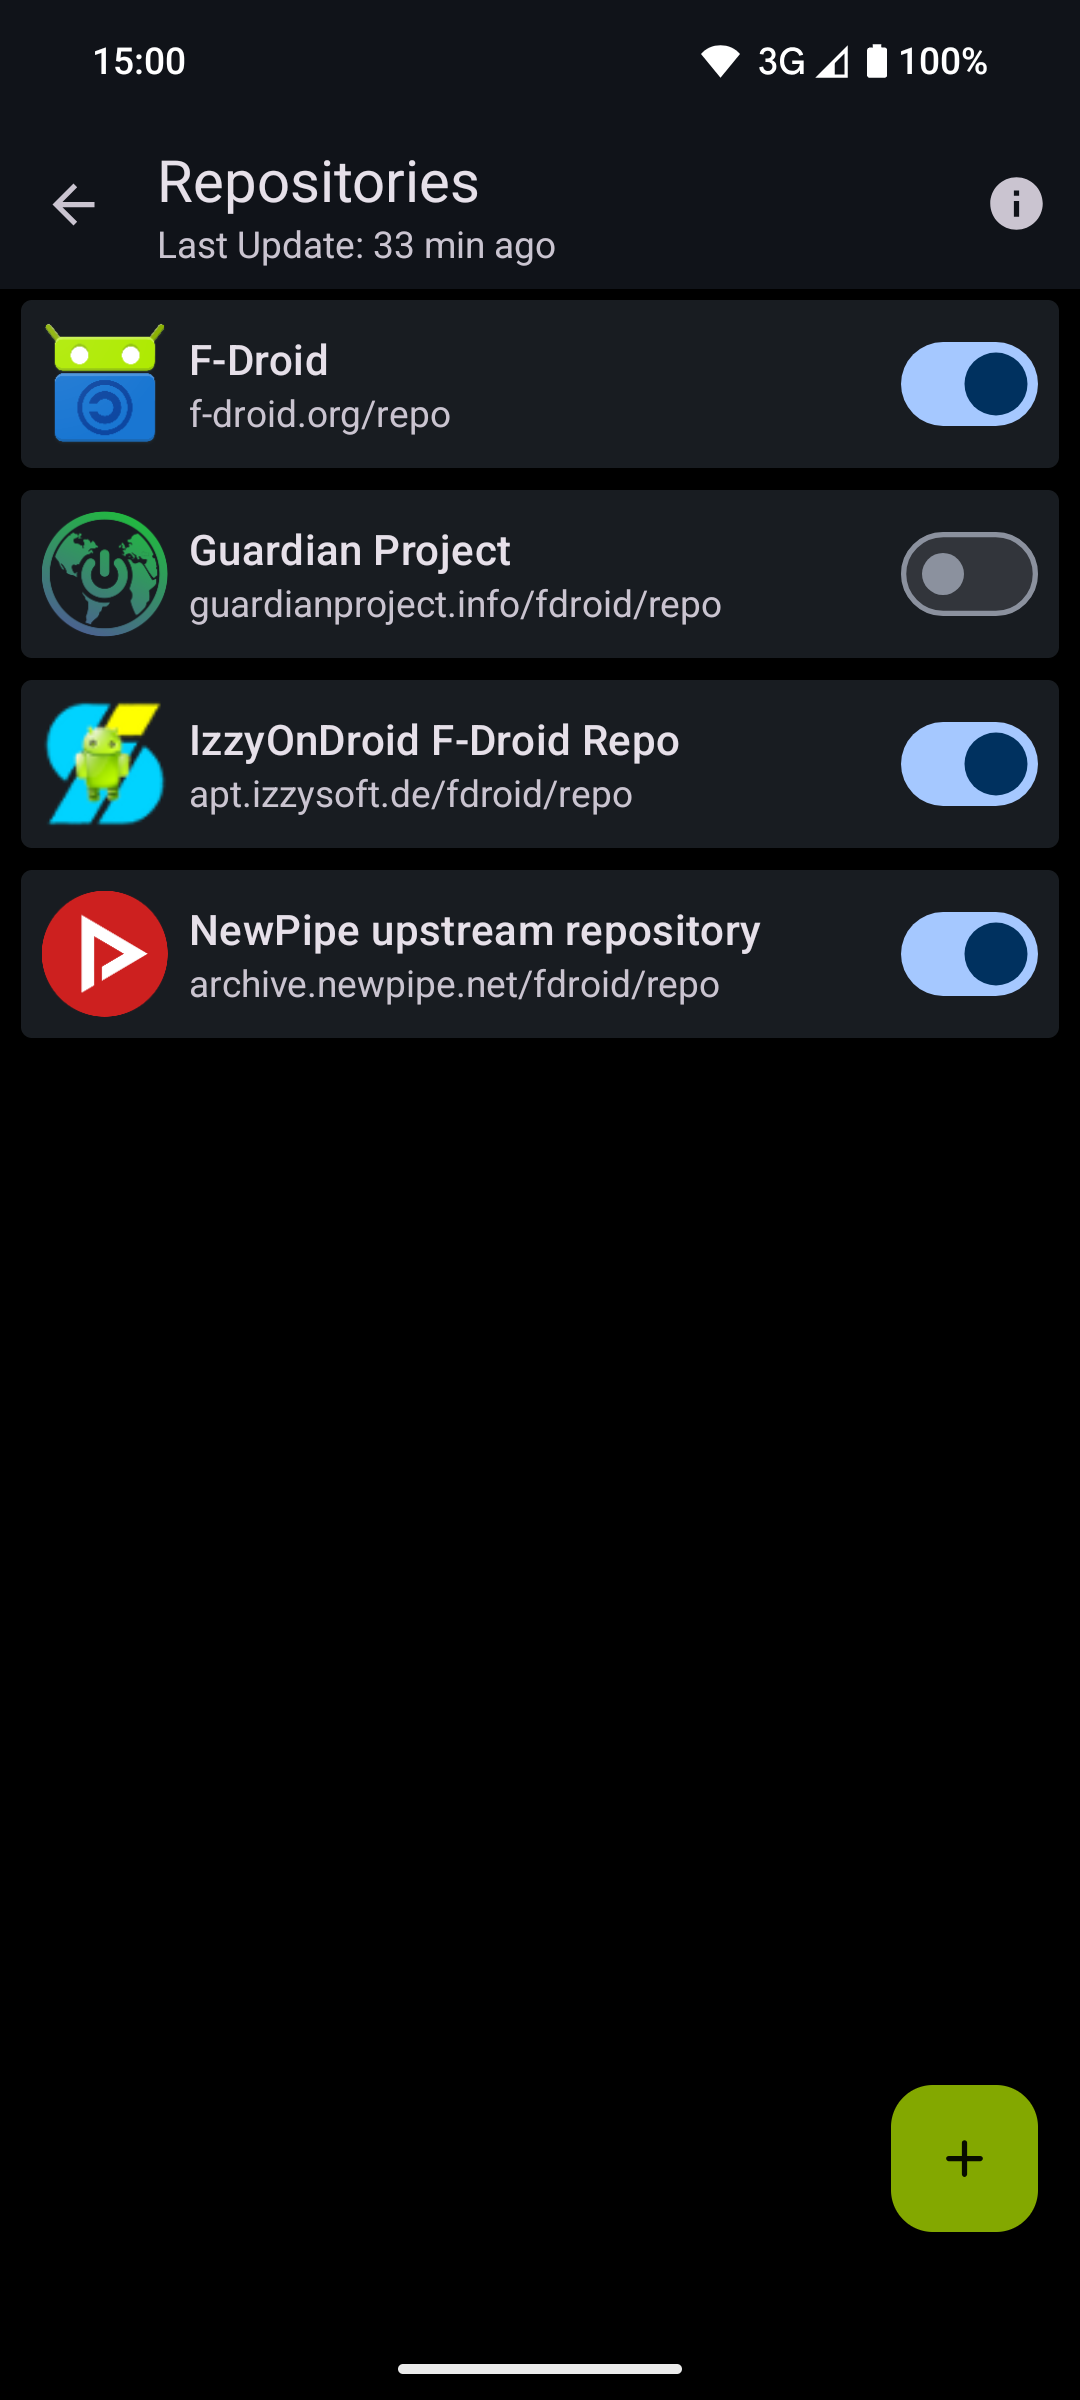 15:00
3G 100%
Repositories
Last Update: 33 min ago
F-Droid
f-droid.org/repo
Guardian Project
guardianproject.info/fdroid/repo
IzzyOnDroid F-Droid Repo
apt.izzysoft.de/fdroid/repo
NewPipe upstream repository
archive.newpipe.net/fdroid/repo